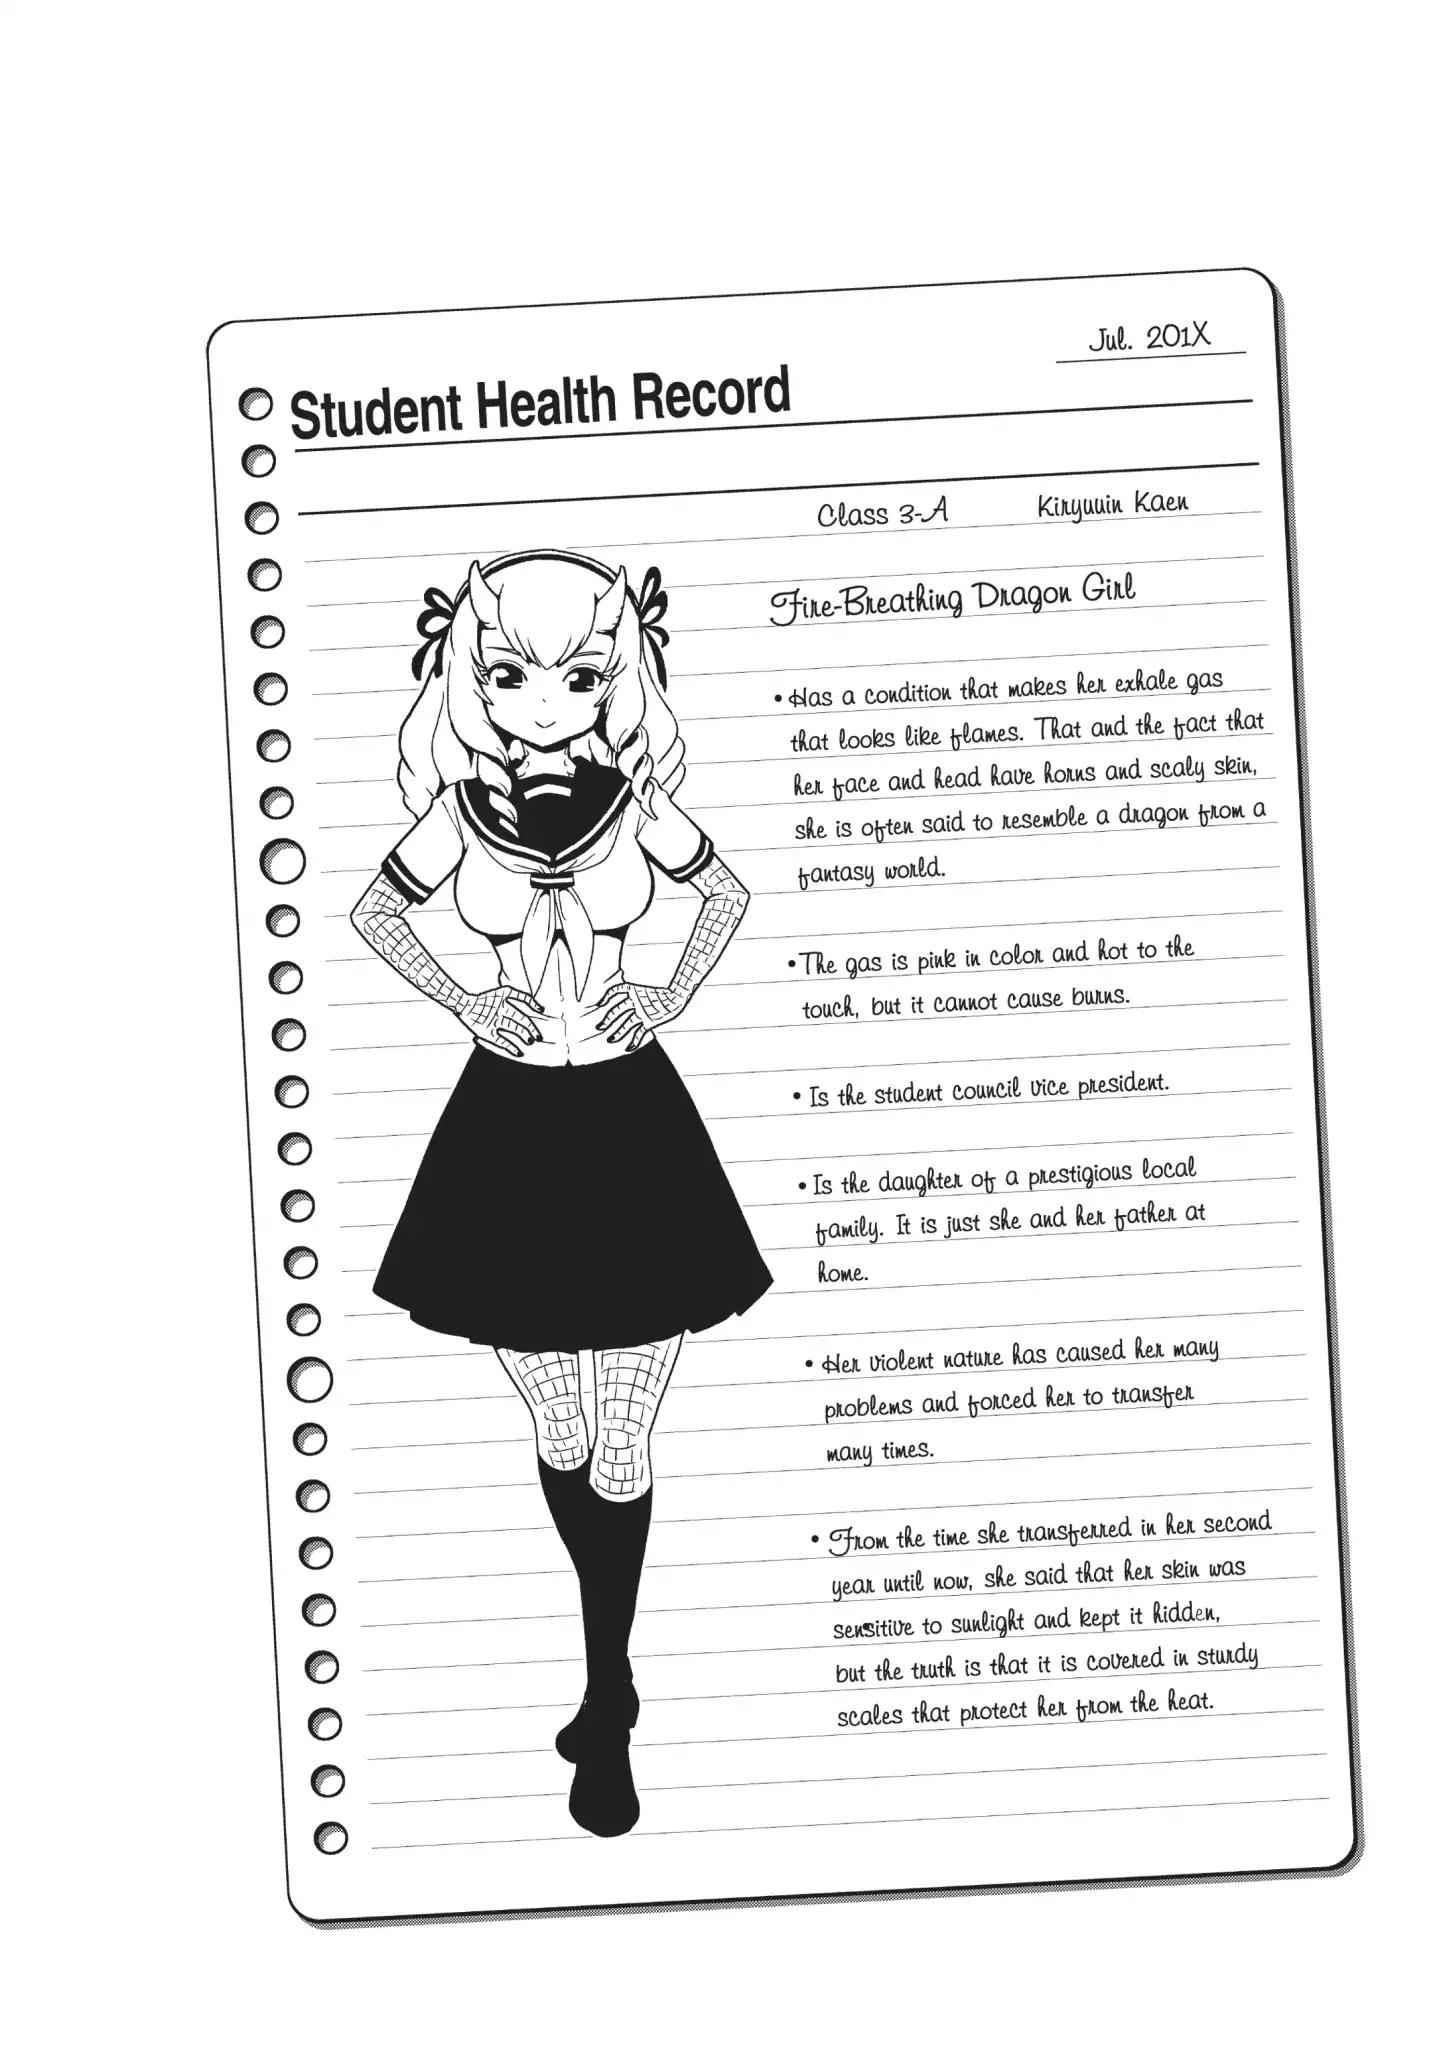 Jul. 201X
Student Health Record
Class 3-A Kiryuuin Kaen
Fire-Breathing Dragon Girl
• Has a condition that makes her exhale gas
that looks like flames. That and the fact that
her face and head have horns and scaly skin,
she is often said to resemble a dragon from a
fantasy world.
• The gas is pink in color and hot to the
touch, but it cannot cause burns.
• Is the student council vice president.
• Is the daughter of a prestigious local
family. It is just she and her father at
home.
• Her violent nature has caused her many
problems and forced her to transfer
many times.
• From the time she transferred in her second
year until now, she said that her skin was
sensitive to sunlight and kept it hidden,
but the truth is that it is covered in sturdy
scales that protect her from the heat.